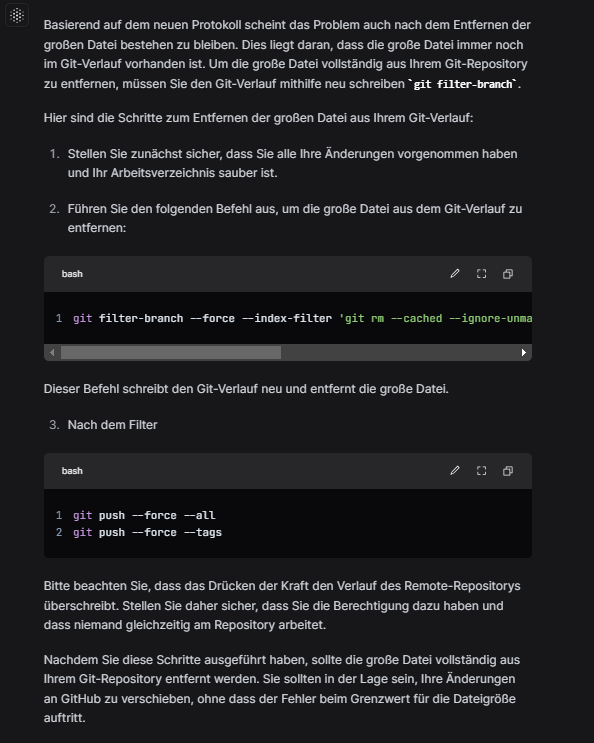 Basierend auf dem neuen Protokoll scheint das Problem auch nach dem Entfernen der
großen Datei bestehen zu bleiben. Dies liegt daran, dass die große Datei immer noch
im Git-Verlauf vorhanden ist. Um die große Datei vollständig aus Ihrem Git-Repository
zu entfernen, müssen Sie den Git-Verlauf mithilfe neu schreiben `git filter-branch`.
Hier sind die Schritte zum Entfernen der großen Datei aus Ihrem Git-Verlauf:
1. Stellen Sie zunächst sicher, dass Sie alle Ihre Änderungen vorgenommen haben
und Ihr Arbeitsverzeichnis sauber ist.
2. Führen Sie den folgenden Befehl aus, um die große Datei aus dem Git-Verlauf zu
entfernen:
bash
1 git filter-branch --force --index-filter 'git rm --cached --ignore-unma
Dieser Befehl schreibt den Git-Verlauf neu und entfernt die große Datei.
3. Nach dem Filter
bash
1 git push --force --all
2 git push --force --tags
Bitte beachten Sie, dass das Drücken der Kraft den Verlauf des Remote-Repositorys
überschreibt. Stellen Sie daher sicher, dass Sie die Berechtigung dazu haben und
dass niemand gleichzeitig am Repository arbeitet.
Nachdem Sie diese Schritte ausgeführt haben, sollte die große Datei vollständig aus
Ihrem Git-Repository entfernt werden. Sie sollten in der Lage sein, Ihre Änderungen
an GitHub zu verschieben, ohne dass der Fehler beim Grenzwert für die Dateigröße
auftritt.